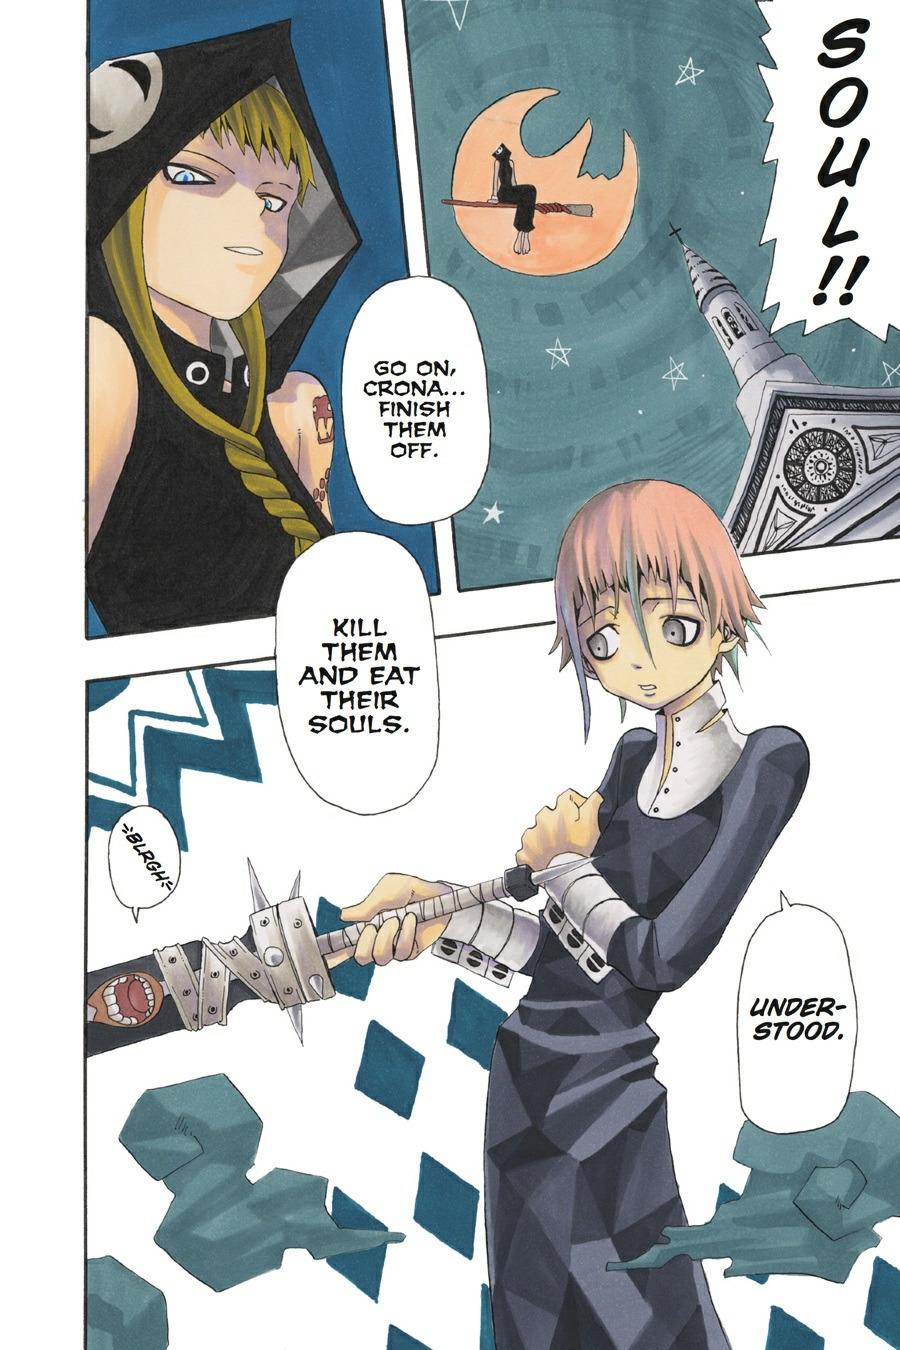 SOUL!!
GO ON,
CRONA...
FINISH
THEM
OFF.
KILL
THEM
AND EAT
THEIR
SOULS.
BLRGH
UNDER-
STOOD.